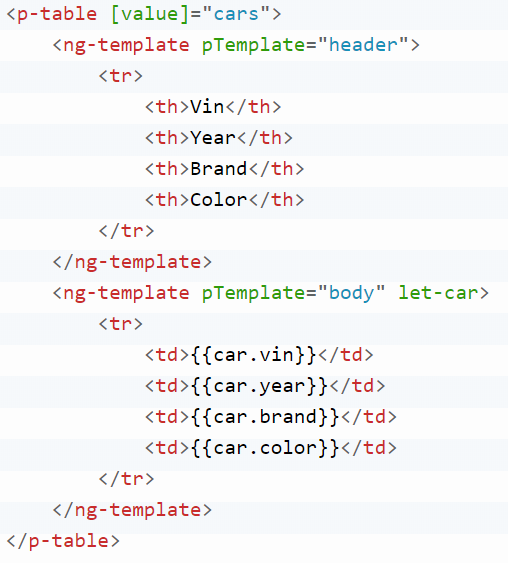 <p-table [value]="cars">
    <ng-template pTemplate="header">
        <tr>
            <th>Vin</th>
            <th>Year</th>
            <th>Brand</th>
            <th>Color</th>
        </tr>
    </ng-template>
    <ng-template pTemplate="body" let-car>
        <tr>
            <td>{{car.vin}}</td>
            <td>{{car.year}}</td>
            <td>{{car.brand}}</td>
            <td>{{car.color}}</td>
        </tr>
    </ng-template>
</p-table>